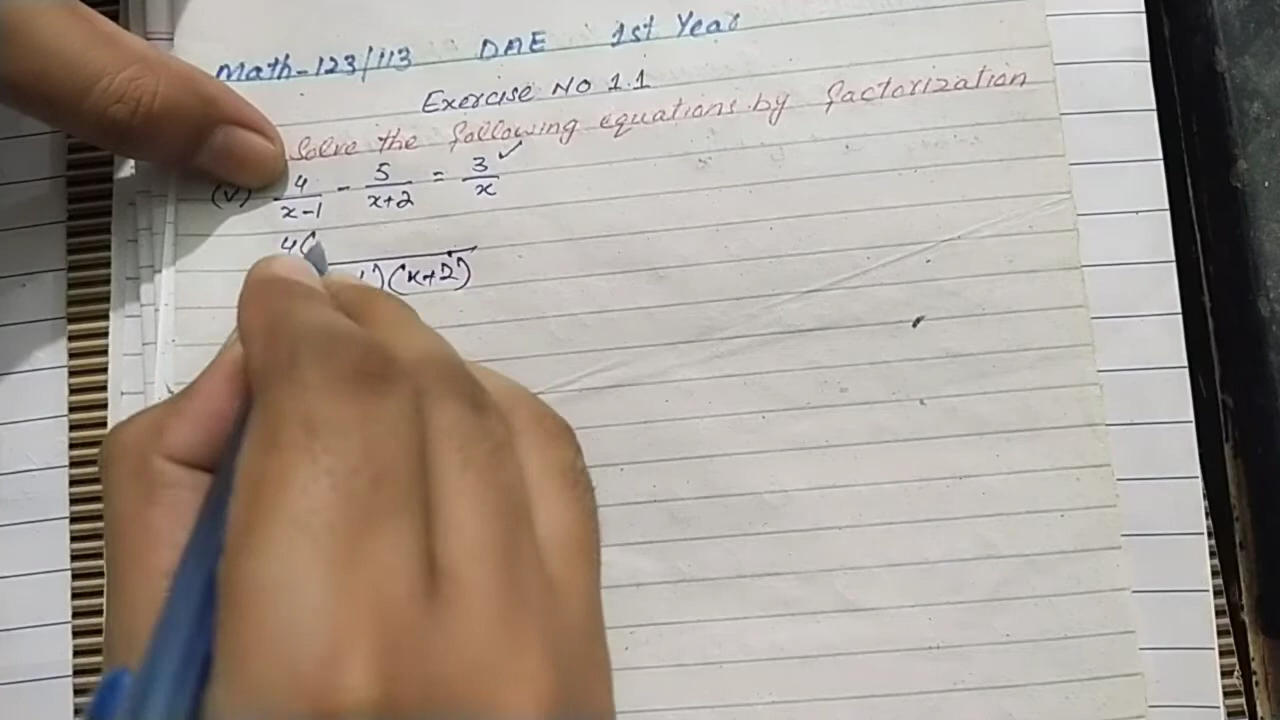 Math-123/113 DAE 1st Year
Exercise No 1.1
Solve the following equations by factorization
(v) 4/(x-1) - 5/(x+2) = 3/x ✓
4(
1)(x+2)